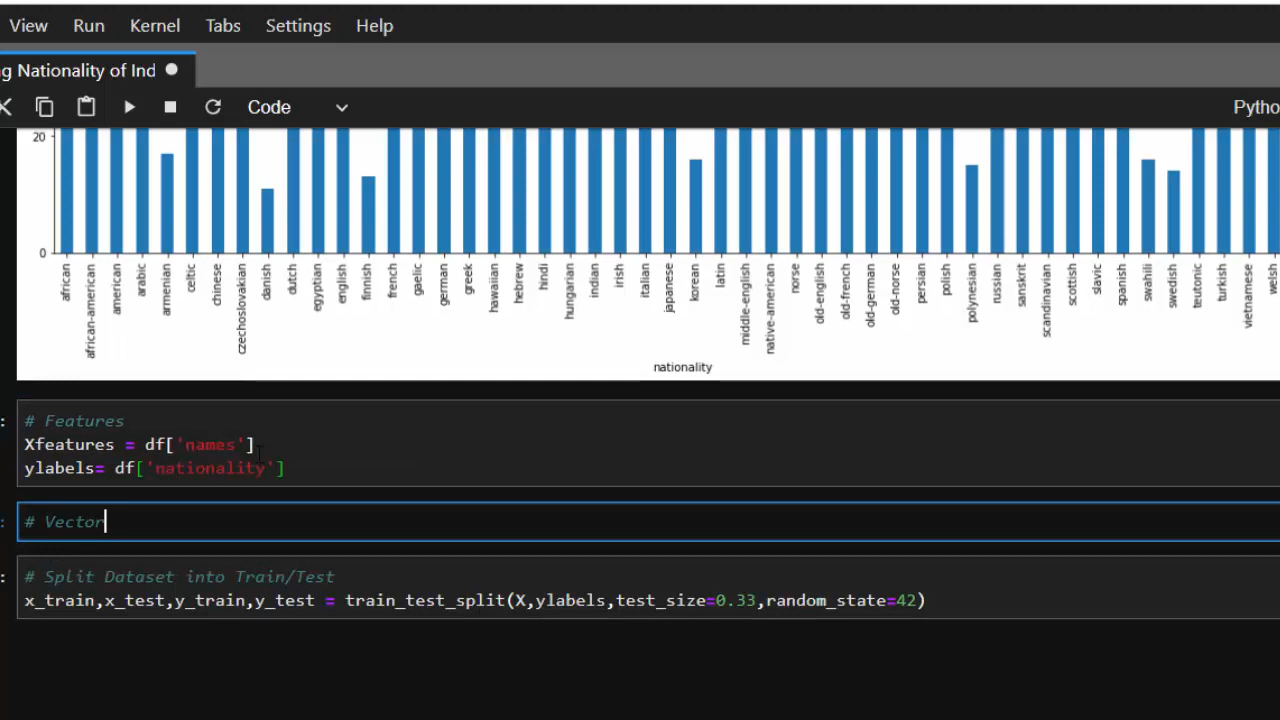 View Run Kernel Tabs Settings Help
g Nationality of Ind
Code Pytho
20
0
african african-american american arabic armenian celtic chinese czechoslovakian danish dutch egyptian english finnish french gaelic german greek hawaiian hebrew hindi hungarian indian irish italian japanese korean latin middle-english native-american norse old-english old-french old-german old-norse persian polish polynesian russian sanskrit scandinavian scottish slavic spanish swahili swedish teutonic turkish vietnamese welsh
nationality
: # Features
Xfeatures = df['names']
ylabels= df['nationality']
: # Vector
: # Split Dataset into Train/Test
x_train,x_test,y_train,y_test = train_test_split(X,ylabels,test_size=0.33,random_state=42)